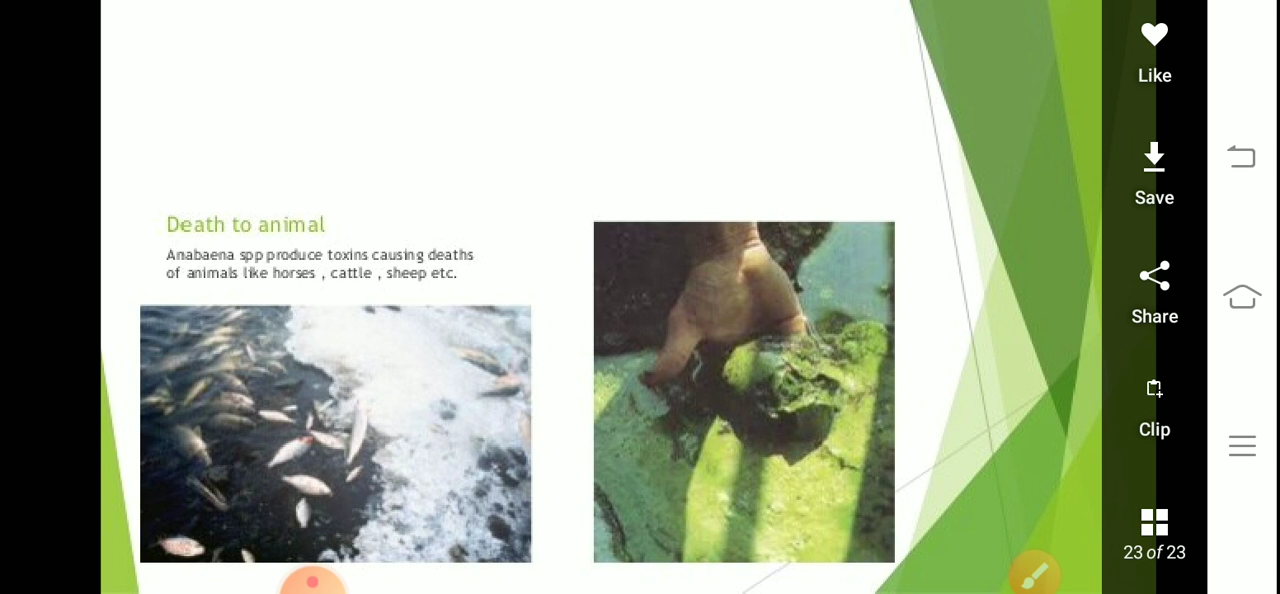 Death to animal
Anabaena spp produce toxins causing deaths
of animals like horses , cattle , sheep etc.
Like
Save
Share
Clip
23 of 23